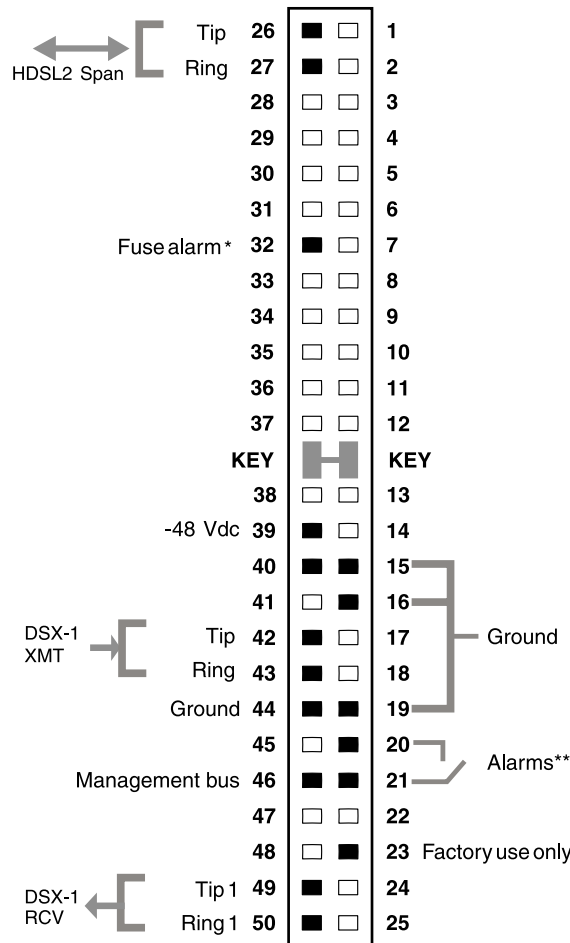 Tip 26 1
HDSL2 Span
Ring 27 2
28 3
29 4
30 5
31 6
Fuse alarm * 32 7
33 8
34 9
35 10
36 11
37 12
KEY KEY
38 13
-48 Vdc 39 14
40 15
41 16
DSX-1
XMT
Tip 42 17
Ground
Ring 43 18
Ground 44 19
45 20
Alarms**
Management bus 46 21
47 22
48 23 Factory use only
DSX-1
RCV
Tip 1 49 24
Ring 1 50 25